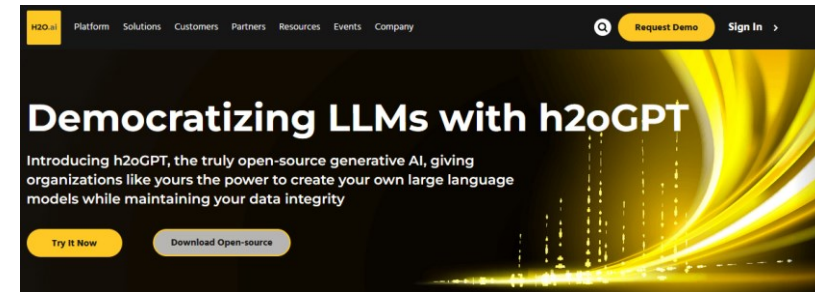 H2O.ai Platform Solutions Customers Partners Resources Events Company Request Demo Sign In >
Democratizing LLMs with h2oGPT
Introducing h2oGPT, the truly open-source generative AI, giving
organizations like yours the power to create your own large language
models while maintaining your data integrity
Try It Now Download Open-source